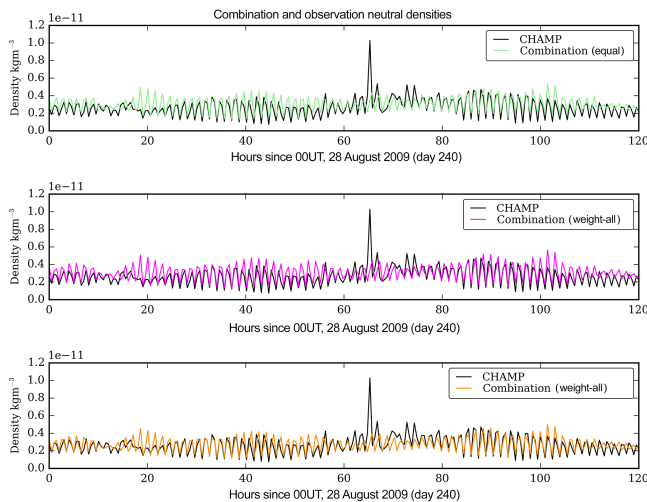 Combination and observation neutral densities
1e−11
1.2
1.0
0.8
0.6
0.4
0.2
0.0
Density kgm⁻³
CHAMP
Combination (equal)
0 20 40 60 80 100 120
Hours since 00UT, 28 August 2009 (day 240)
1e−11
1.2
1.0
0.8
0.6
0.4
0.2
0.0
Density kgm⁻³
CHAMP
Combination (weight-all)
0 20 40 60 80 100 120
Hours since 00UT, 28 August 2009 (day 240)
1e−11
1.2
1.0
0.8
0.6
0.4
0.2
0.0
Density kgm⁻³
CHAMP
Combination (weight-all)
0 20 40 60 80 100 120
Hours since 00UT, 28 August 2009 (day 240)